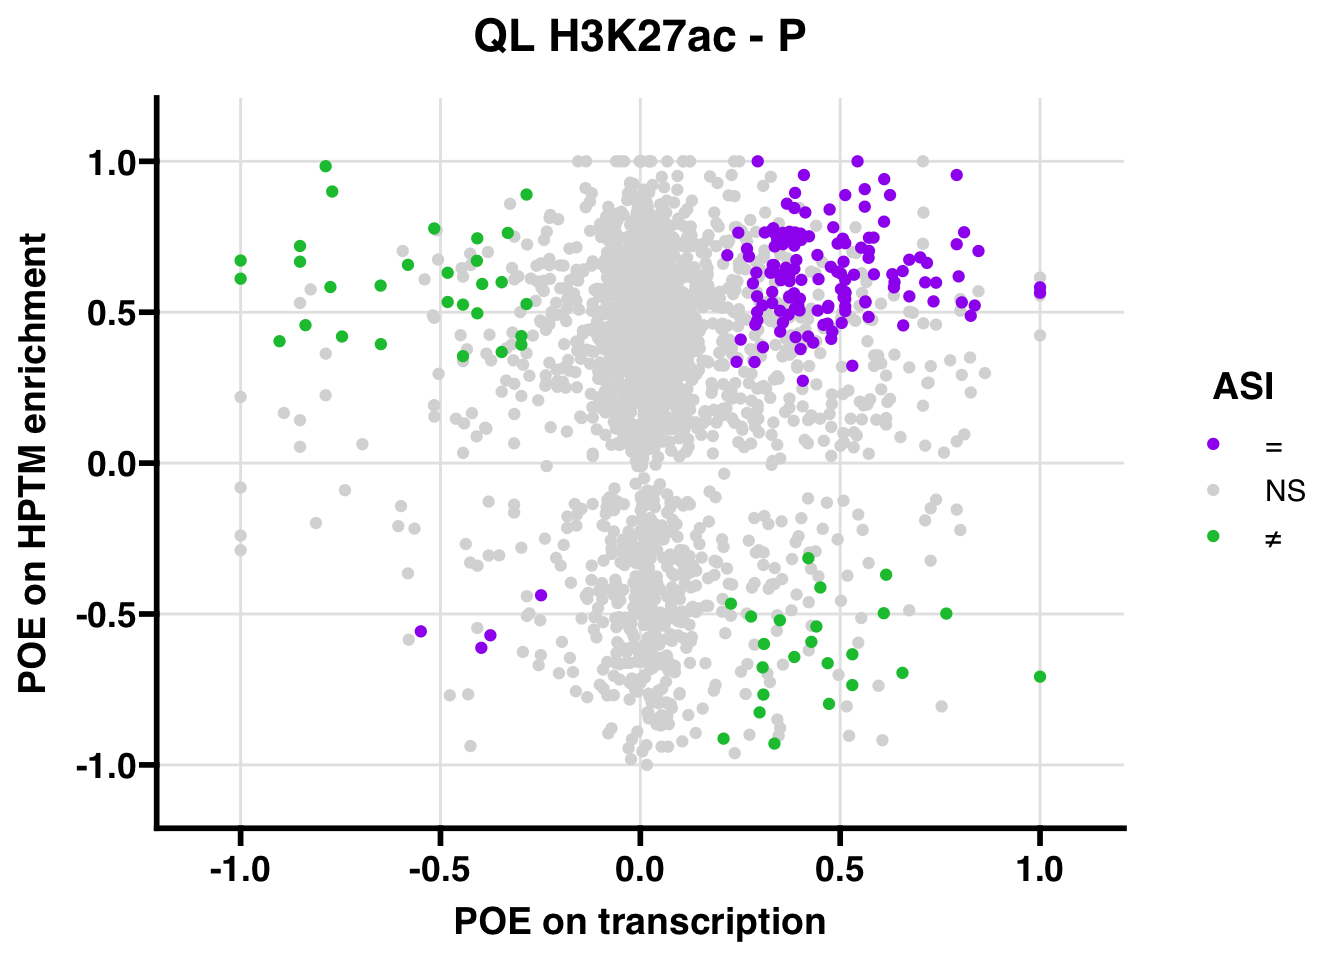 QL H3K27ac - P
POE on HPTM enrichment
1.0
0.5
0.0
-0.5
-1.0
-1.0 -0.5 0.0 0.5 1.0
POE on transcription
ASI
=
NS
≠